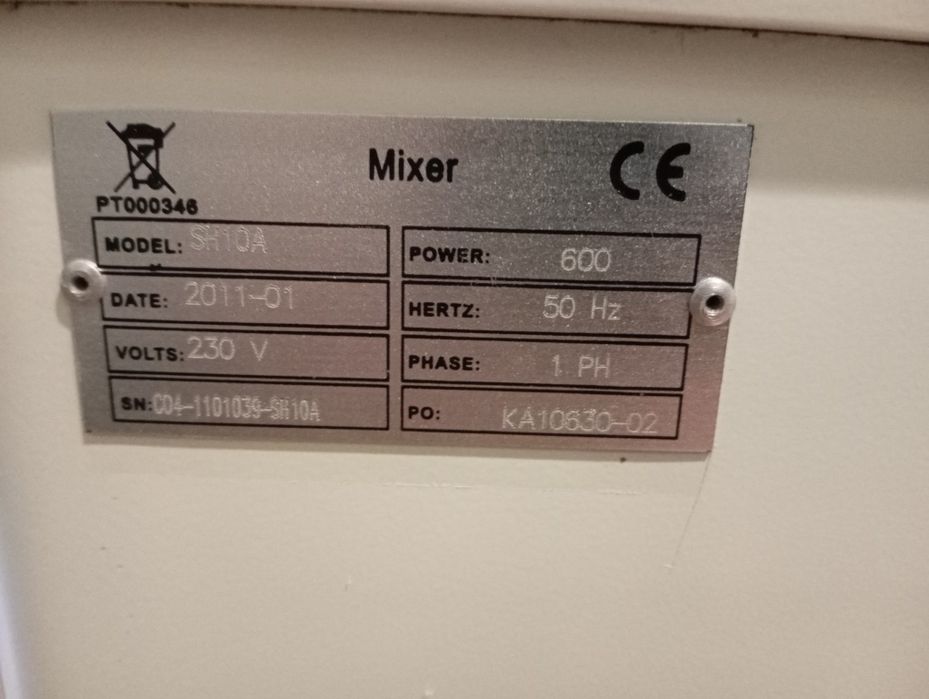 Mixer
CE
PT000346
MODEL: SH10A
POWER: 600
DATE: 2011-01
HERTZ: 50 Hz
VOLTS: 230 V
PHASE: 1 PH
SN: C04-1101039-SH10A
PO: KA10630-02